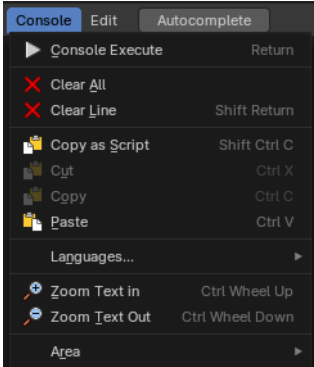 Console Edit Autocomplete
Console Execute Return
Clear All
Clear Line Shift Return
Copy as Script Shift Ctrl C
Cut Ctrl X
Copy Ctrl C
Paste Ctrl V
Languages...
Zoom Text in Ctrl Wheel Up
Zoom Text Out Ctrl Wheel Down
Area